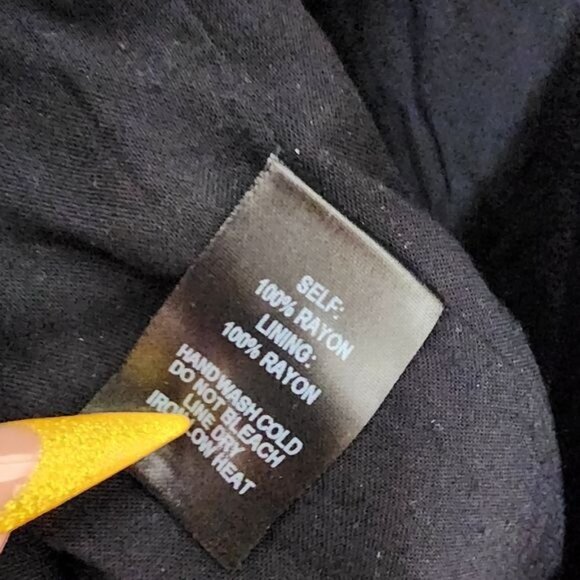 SELF:
100% RAYON
LINING:
100% RAYON
HAND WASH COLD
DO NOT BLEACH
LINE DRY
IRON LOW HEAT